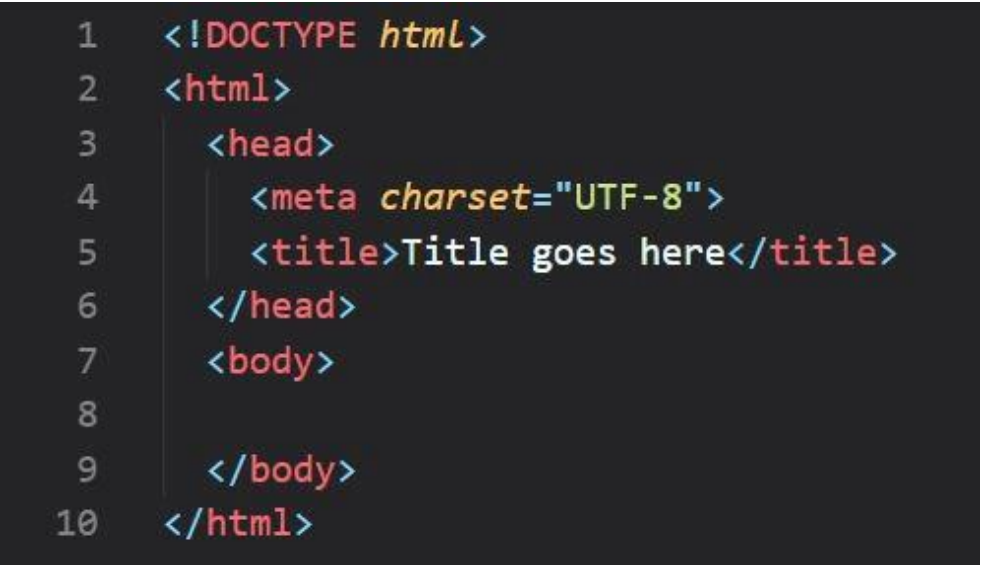 1 <!DOCTYPE html>
2 <html>
3 <head>
4 <meta charset="UTF-8">
5 <title>Title goes here</title>
6 </head>
7 <body>
8
9 </body>
10 </html>